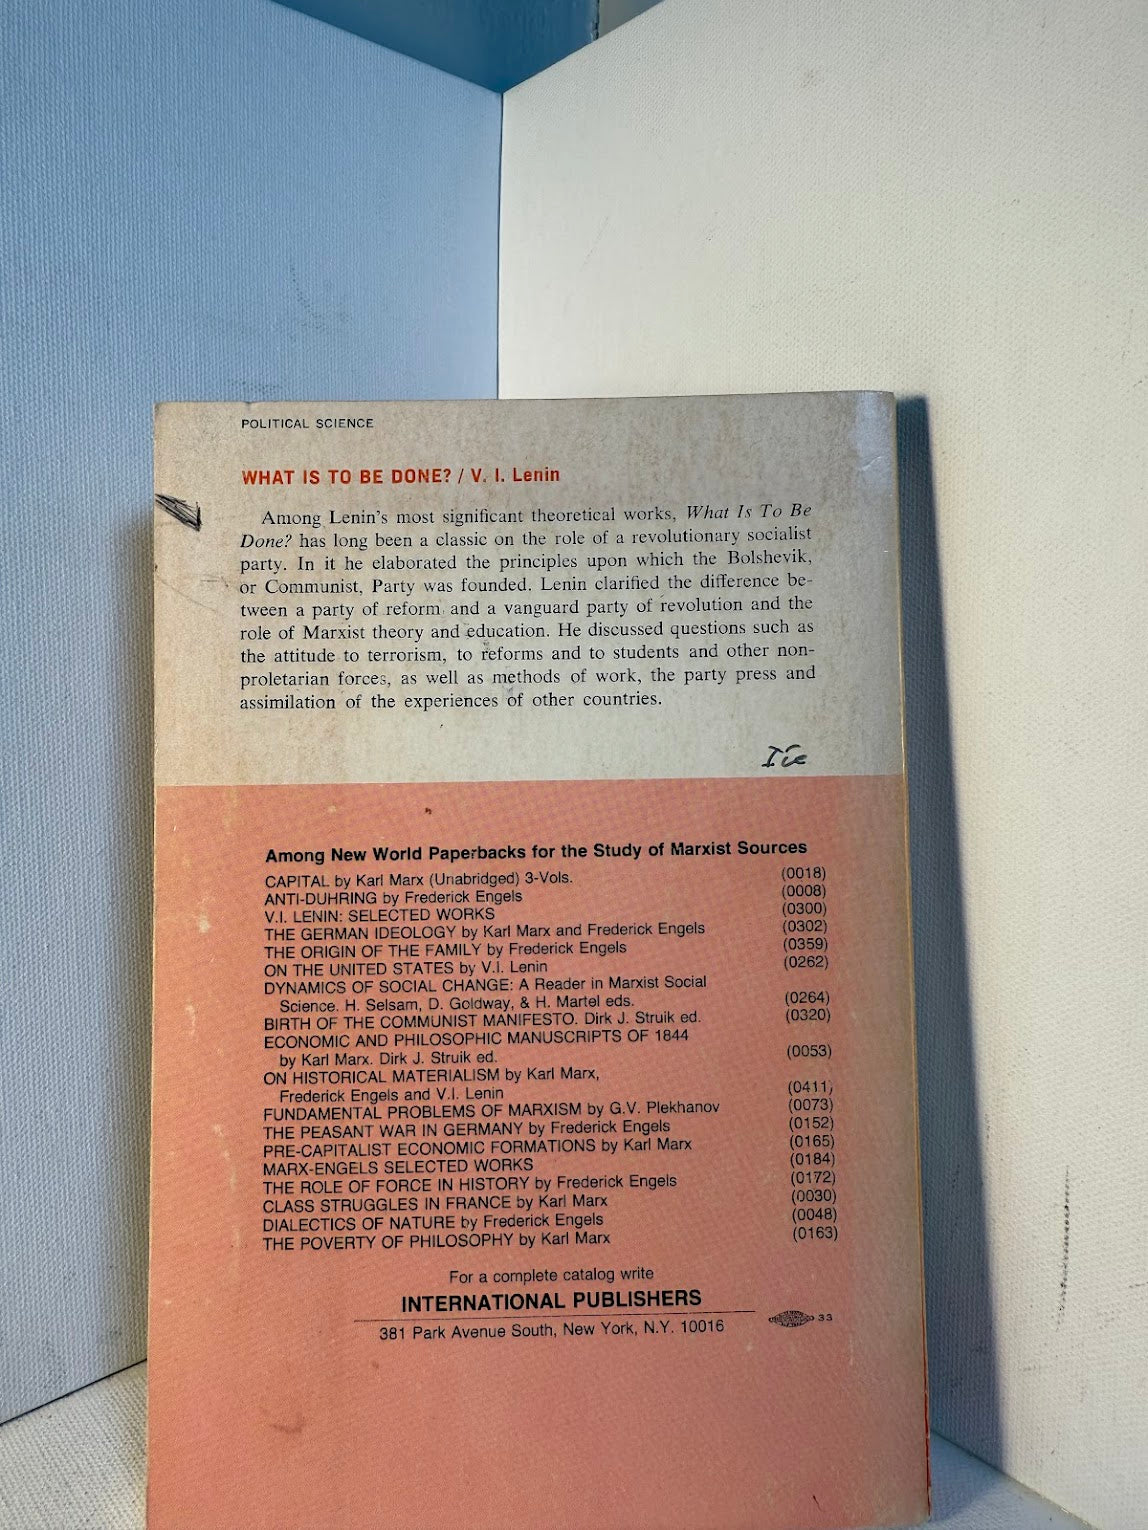 POLITICAL SCIENCE
WHAT IS TO BE DONE? / V. I. Lenin
Among Lenin's most significant theoretical works, What Is To Be
Done? has long been a classic on the role of a revolutionary socialist
party. In it he elaborated the principles upon which the Bolshevik,
or Communist, Party was founded. Lenin clarified the difference be-
tween a party of reform and a vanguard party of revolution and the
role of Marxist theory and education. He discussed questions such as
the attitude to terrorism, to reforms and to students and other non-
proletarian forces, as well as methods of work, the party press and
assimilation of the experiences of other countries.
Among New World Paperbacks for the Study of Marxist Sources
CAPITAL by Karl Marx (Unabridged) 3-Vols. (0018)
ANTI-DUHRING by Frederick Engels (0008)
V.I. LENIN: SELECTED WORKS (0300)
THE GERMAN IDEOLOGY by Karl Marx and Frederick Engels (0302)
THE ORIGIN OF THE FAMILY by Frederick Engels (0359)
ON THE UNITED STATES by V.I. Lenin (0262)
DYNAMICS OF SOCIAL CHANGE: A Reader in Marxist Social
Science. H. Selsam, D. Goldway, & H. Martel eds. (0264)
BIRTH OF THE COMMUNIST MANIFESTO. Dirk J. Struik ed. (0320)
ECONOMIC AND PHILOSOPHIC MANUSCRIPTS OF 1844
by Karl Marx. Dirk J. Struik ed. (0053)
ON HISTORICAL MATERIALISM by Karl Marx,
Frederick Engels and V.I. Lenin (0411)
FUNDAMENTAL PROBLEMS OF MARXISM by G.V. Plekhanov (0073)
THE PEASANT WAR IN GERMANY by Frederick Engels (0152)
PRE-CAPITALIST ECONOMIC FORMATIONS by Karl Marx (0165)
MARX-ENGELS SELECTED WORKS (0184)
THE ROLE OF FORCE IN HISTORY by Frederick Engels (0172)
CLASS STRUGGLES IN FRANCE by Karl Marx (0030)
DIALECTICS OF NATURE by Frederick Engels (0048)
THE POVERTY OF PHILOSOPHY by Karl Marx (0163)
For a complete catalog write
INTERNATIONAL PUBLISHERS
381 Park Avenue South, New York, N.Y. 10016
33